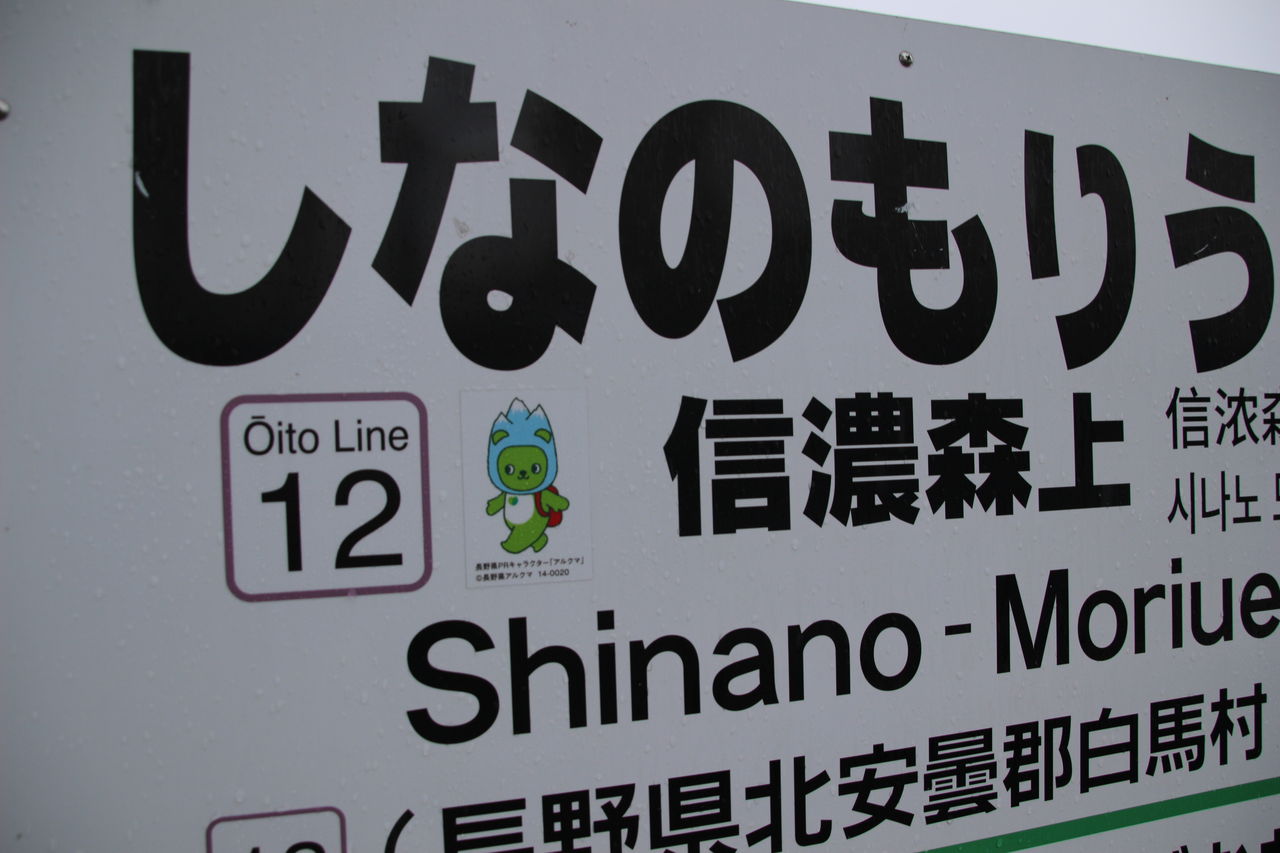 しなのもりう
Ōito Line
12
長野県PRキャラクター「アルクマ」
©長野県アルクマ 14-0020
信濃森上
信浓森
시나노
Shinano - Moriue
（長野県北安曇郡白馬村